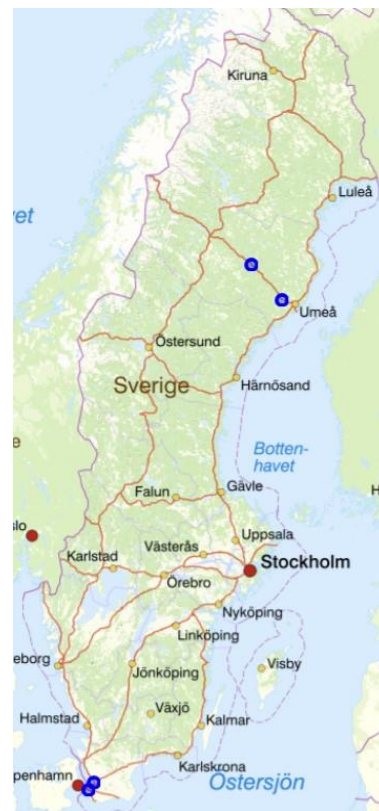 Kiruna
Luleå
vet
Umeå
Östersund
Sverige
Härnösand
Botten-
havet
e
Falun
Gävle
H
slo
Uppsala
Västerås
Karlstad
Stockholm
Örebro
Nyköping
Linköping
eborg
Visby
Jönköping
Växjö
Halmstad
Kalmar
Karlskrona
penhamn
Östersjön